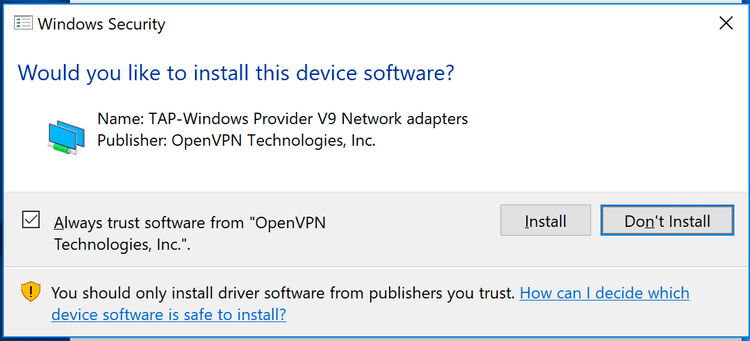 Windows Security
Would you like to install this device software?
Name: TAP-Windows Provider V9 Network adapters
Publisher: OpenVPN Technologies, Inc.
Always trust software from "OpenVPN
Technologies, Inc.".
Install
Don't Install
You should only install driver software from publishers you trust. How can I decide which
device software is safe to install?